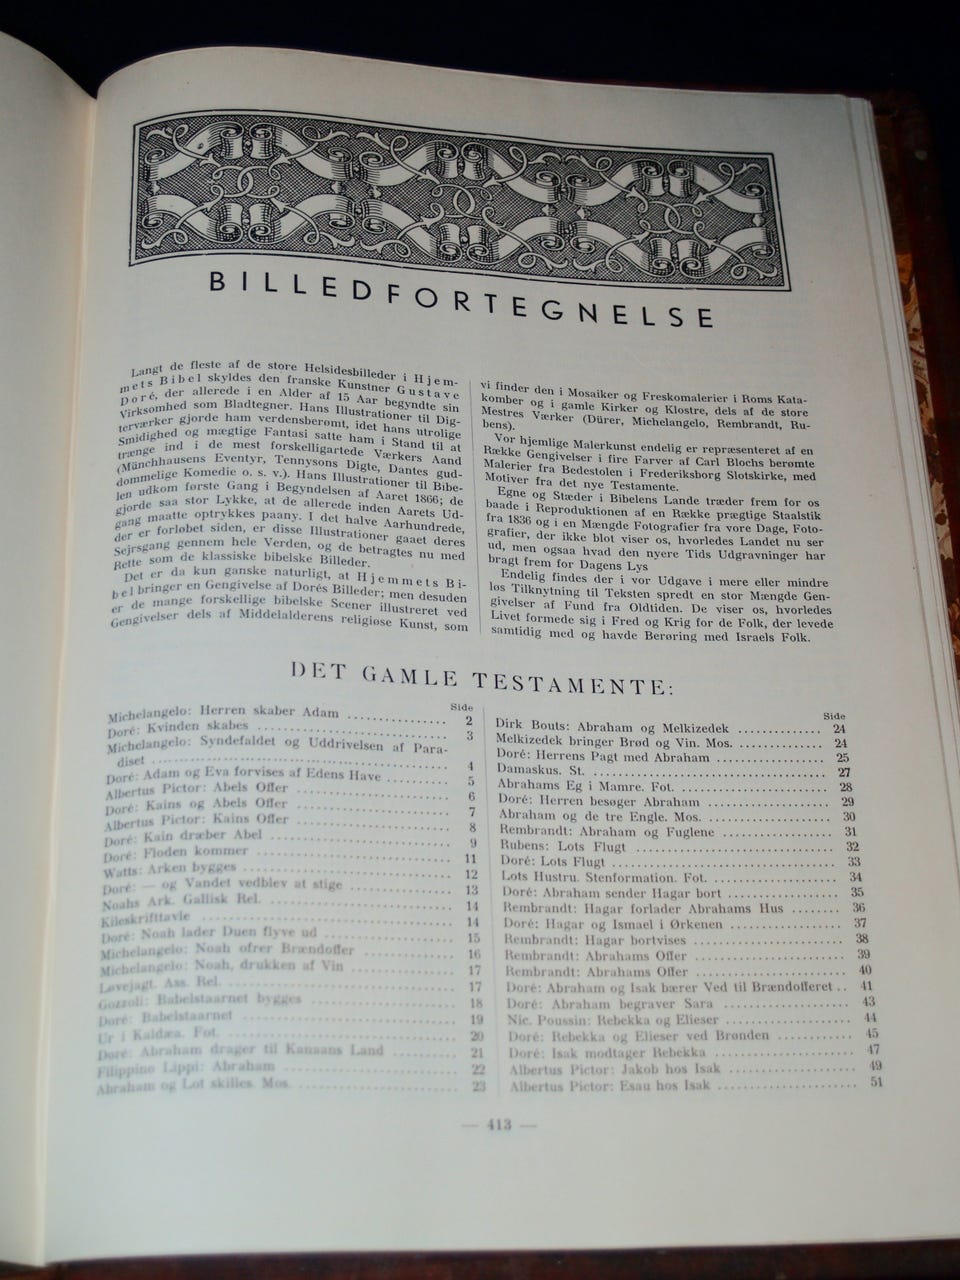 BILLEDFORTEGNELSE
Langt de fleste af de store Helsidesbilleder i Hjem-
mets Bibel skyldes den franske Kunstner Gustave
Doré, der allerede i en Alder af 15 Aar begyndte sin
Virksomhed som Bladtegner. Hans Illustrationer til Dig-
terværker gjorde ham verdensberømt, idet hans utrolige
Smidighed og mægtige Fantasi satte ham i Stand til at
trænge ind i de mest forskelligartede Værkers Aand
(Münchhausens Eventyr, Tennysons Digte, Dantes gud-
dommelige Komedie o. s. v.). Hans Illustrationer til Bibe-
len udkom første Gang i Begyndelsen af Aaret 1866; de
gjorde saa stor Lykke, at de allerede inden Aarets Ud-
gang maatte optrykkes paany. I det halve Aarhundrede,
der er forløbet siden, er disse Illustrationer gaaet deres
Sejrsgang gennem hele Verden, og de betragtes nu med
Rette som de klassiske bibelske Billeder.
Det er da kun ganske naturligt, at Hjemmets Bi-
bel bringer en Gengivelse af Dorés Billeder; men desuden
er de mange forskellige bibelske Scener illustreret ved
Gengivelser dels af Middelalderens religiøse Kunst, som
vi finder den i Mosaiker og Freskomalerier i Roms Kata-
komber og i gamle Kirker og Klostre, dels af de store
Mestres Værker (Dürer, Michelangelo, Rembrandt, Ru-
bens).
Vor hjemlige Malerkunst endelig er repræsenteret af en
Række Gengivelser i fire Farver af Carl Blochs berømte
Malerier fra Bedestolen i Frederiksborg Slotskirke, med
Motiver fra det nye Testamente.
Egne og Stæder i Bibelens Lande træder frem for os
baade i Reproduktionen af en Række prægtige Staalstik
fra 1836 og i en Mængde Fotografier fra vore Dage, Foto-
grafier, der ikke blot viser os, hvorledes Landet nu ser
ud, men ogsaa hvad den nyere Tids Udgravninger har
bragt frem for Dagens Lys
Endelig findes der i vor Udgave i mere eller mindre
løs Tilknytning til Teksten spredt en stor Mængde Gen-
givelser af Fund fra Oldtiden. De viser os, hvorledes
Livet formede sig i Fred og Krig for de Folk, der levede
samtidig med og havde Berøring med Israels Folk.
DET GAMLE TESTAMENTE:
Side
Michelangelo: Herren skaber Adam ............... 2
Doré: Kvinden skabes ............... 3
Michelangelo: Syndefaldet og Uddrivelsen af Para-
diset ............... 4
Doré: Adam og Eva forvises af Edens Have ......... 5
Albertus Pictor: Abels Offer ............... 6
Doré: Kains og Abels Offer ............... 7
Albertus Pictor: Kains Offer ............... 8
Doré: Kain dræber Abel ............... 9
Doré: Floden kommer ............... 11
Watts: Arken bygges ............... 12
Doré: — og Vandet vedblev at stige ............... 13
Noahs Ark. Gallisk Rel. ............... 14
Kileskrifttavle ............... 14
Doré: Noah lader Duen flyve ud ............... 15
Michelangelo: Noah ofrer Brændoffer ............... 16
Michelangelo: Noah, drukken af Vin ............... 17
Løvejagt. Ass. Rel. ............... 17
Gozzoli: Babelstaarnet bygges ............... 18
Doré: Babelstaarnet ............... 19
Ur i Kaldæa. Fot. ............... 20
Doré: Abraham drager til Kanaans Land ......... 21
Filippino Lippi: Abraham ............... 22
Abraham og Lot skilles. Mos. ............... 23
Side
Dirk Bouts: Abraham og Melkizedek ............. 24
Melkizedek bringer Brød og Vin. Mos. ............. 24
Doré: Herrens Pagt med Abraham ............... 25
Damaskus. St. ............... 27
Abrahams Eg i Mamre. Fot. ............... 28
Doré: Herren besøger Abraham ............... 29
Abraham og de tre Engle. Mos. ............... 30
Rembrandt: Abraham og Fuglene ............... 31
Rubens: Lots Flugt ............... 32
Doré: Lots Flugt ............... 33
Lots Hustru. Stenformation. Fot. ............... 34
Doré: Abraham sender Hagar bort ............... 35
Rembrandt: Hagar forlader Abrahams Hus ........ 36
Doré: Hagar og Ismael i Ørkenen ............... 37
Rembrandt: Hagar bortvises ............... 38
Rembrandt: Abrahams Offer ............... 39
Rembrandt: Abrahams Offer ............... 40
Doré: Abraham og Isak bærer Ved til Brændofferet .. 41
Doré: Abraham begraver Sara ............... 43
Nic. Poussin: Rebekka og Elieser ............... 44
Doré: Rebekka og Elieser ved Brønden ........... 45
Doré: Isak modtager Rebekka ............... 47
Albertus Pictor: Jakob hos Isak ............... 49
Albertus Pictor: Esau hos Isak ............... 51
— 413 —